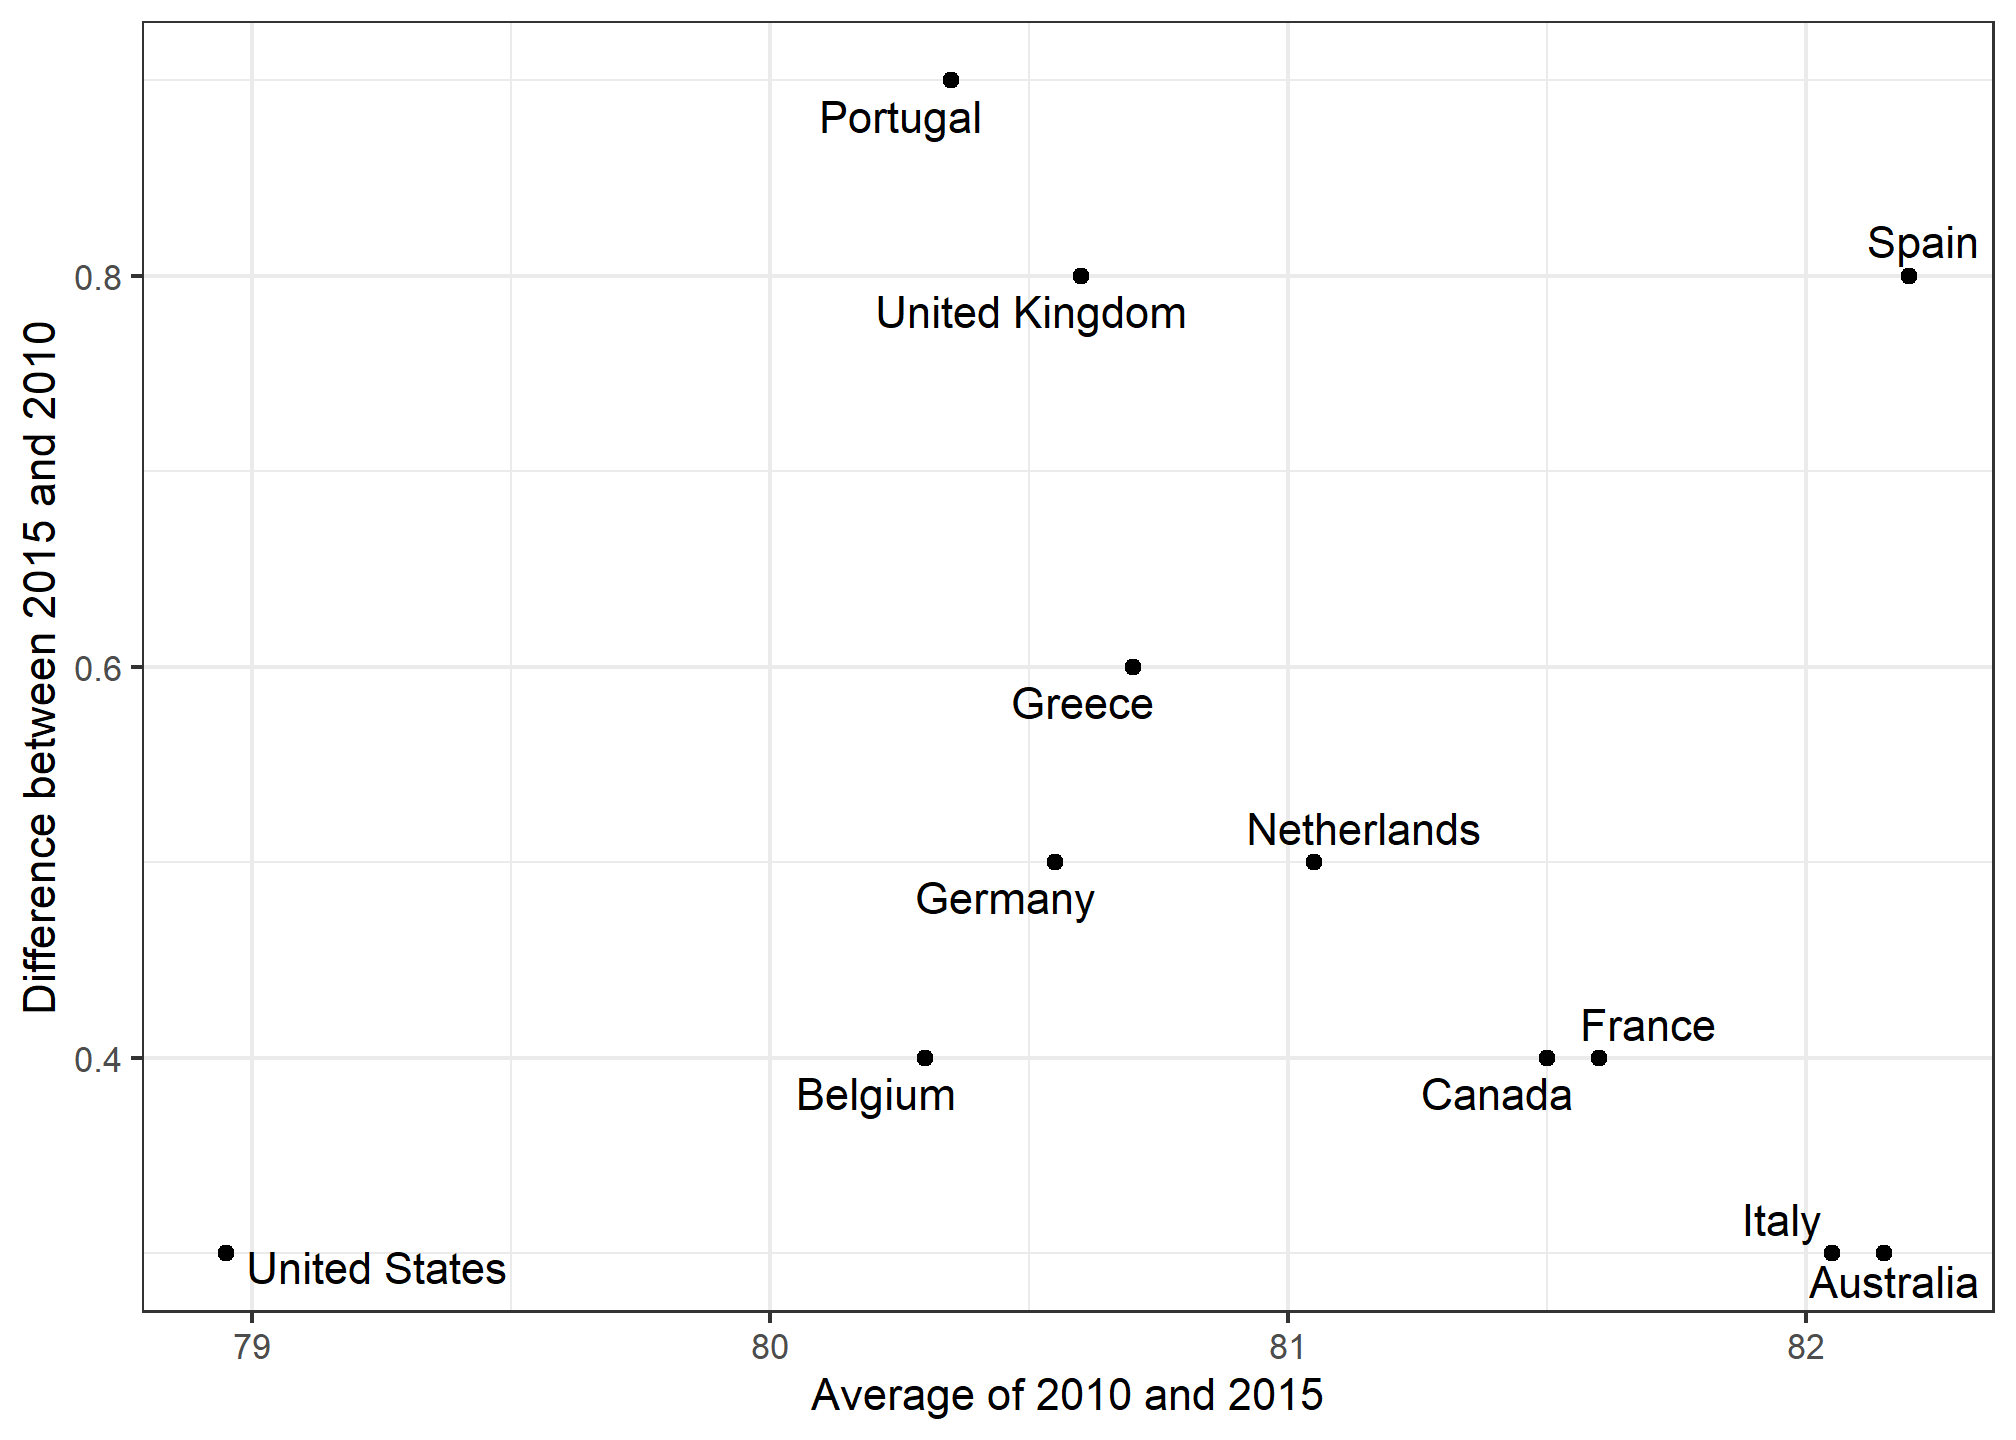 Portugal
Spain
0.8
United Kingdom
Difference between 2015 and 2010
0.6
Greece
Netherlands
Germany
France
0.4
Belgium
Canada
Italy
United States
Australia
79
80
81
82
Average of 2010 and 2015